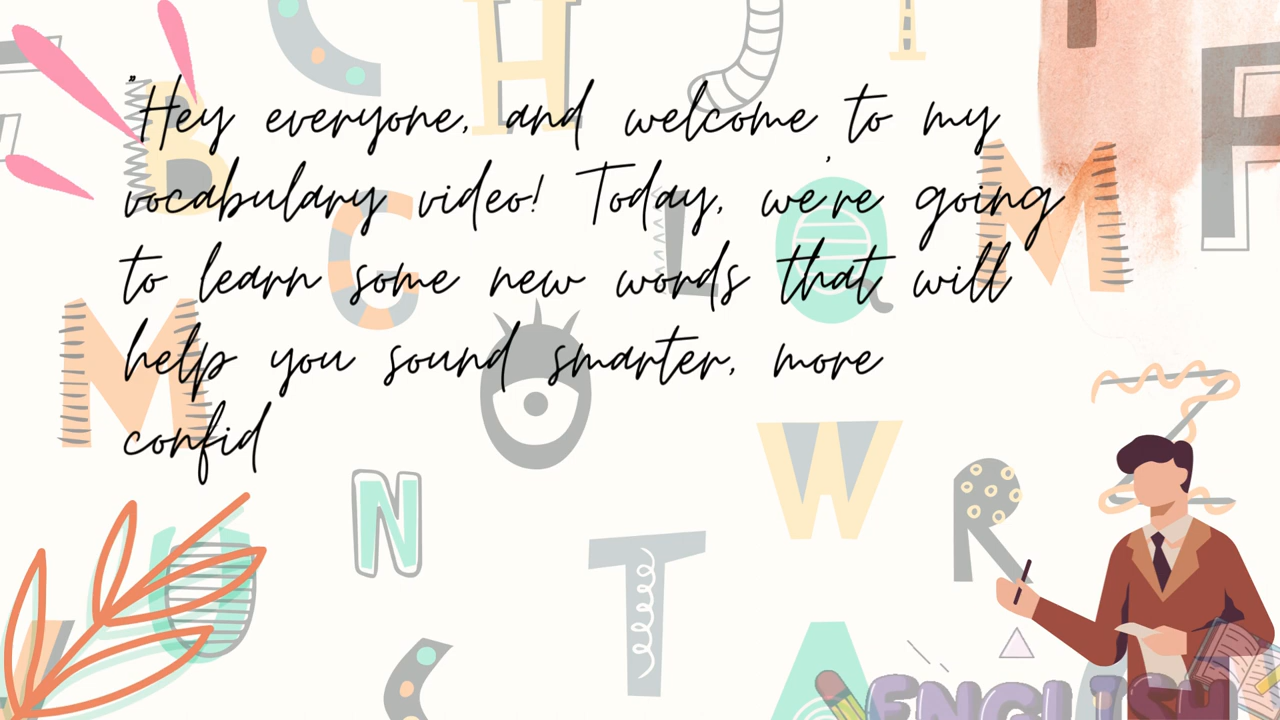 "Hey everyone, and welcome to my
vocabulary video! Today, we're going
to learn some new words that will
help you sound smarter, more
confid
ENGLISH